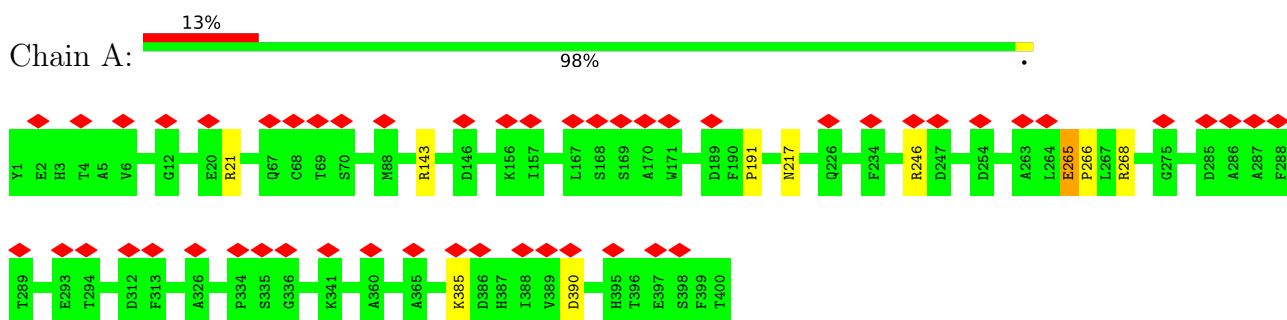 13%
Chain A:
98%
•
Y1 E2 H3 T4 A5 V6 G12 E20 R21 Q67 C68 T69 S70 M88 R143 D146 K156 I157 L167 S168 S169 A170 W171 D189 F190 P191 N217 Q226 F234 R246 D247 D254 A263 L264 E265 P266 L267 R268 G275 D285 A286 A287 F288
T289 E293 T294 D312 F313 A326 P334 S335 G336 K341 A360 A365 K385 D386 H387 I388 V389 D390 H395 T396 E397 S398 F399 T400